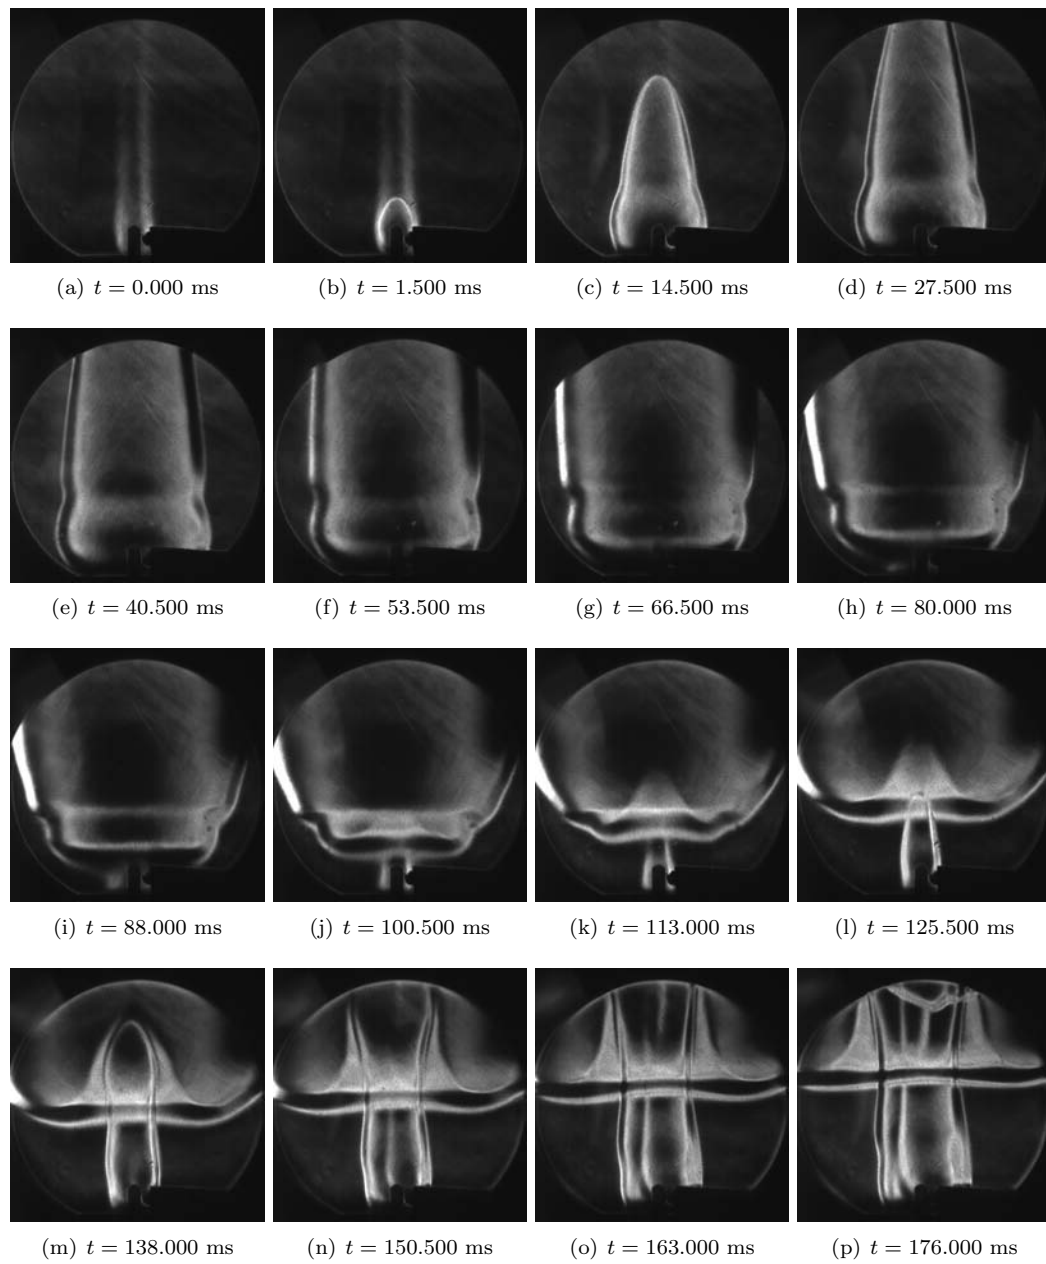 (a) t = 0.000 ms (b) t = 1.500 ms (c) t = 14.500 ms (d) t = 27.500 ms
(e) t = 40.500 ms (f) t = 53.500 ms (g) t = 66.500 ms (h) t = 80.000 ms
(i) t = 88.000 ms (j) t = 100.500 ms (k) t = 113.000 ms (l) t = 125.500 ms
(m) t = 138.000 ms (n) t = 150.500 ms (o) t = 163.000 ms (p) t = 176.000 ms